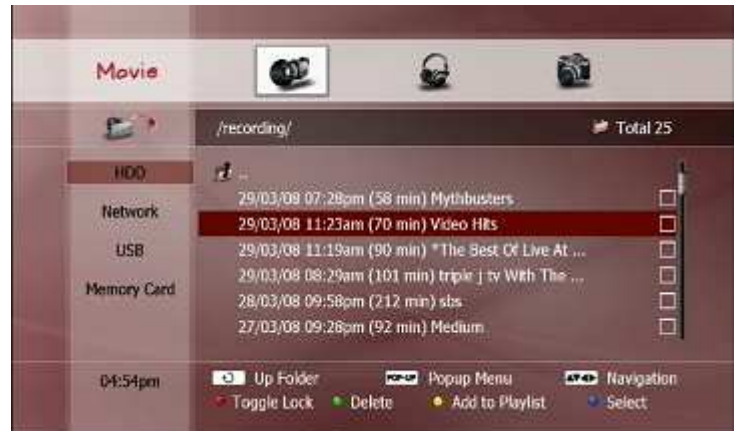 Movie
/recording/ Total 25
HDD
Network
USB
Memory Card
..
29/03/08 07:28pm (58 min) Mythbusters
29/03/08 11:23am (70 min) Video Hits
29/03/08 11:19am (90 min) *The Best Of Live At ...
29/03/08 08:29am (101 min) triple j tv With The ...
28/03/08 09:58pm (212 min) sbs
27/03/08 09:28pm (92 min) Medium
04:54pm
Up Folder POP-UP Popup Menu Navigation
Toggle Lock Delete Add to Playlist Select